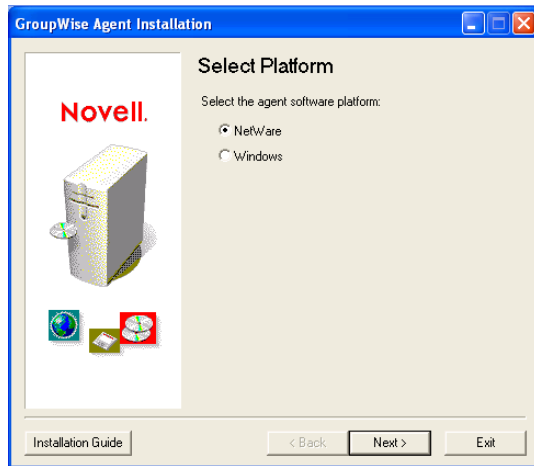 GroupWise Agent Installation
Select Platform
Novell.
Select the agent software platform:
NetWare
Windows
Installation Guide
< Back
Next >
Exit